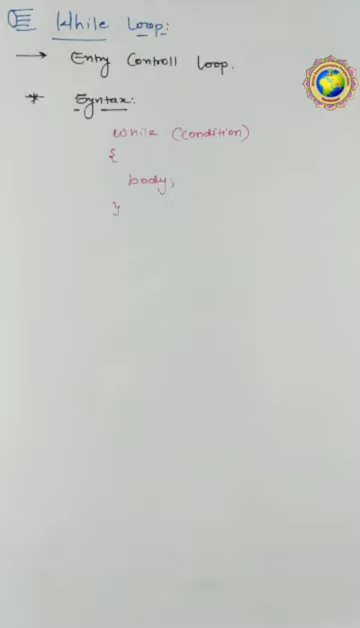 While Loop:
→ Entry Controll Loop.
* Syntax:
while (condition)
{
body;
}